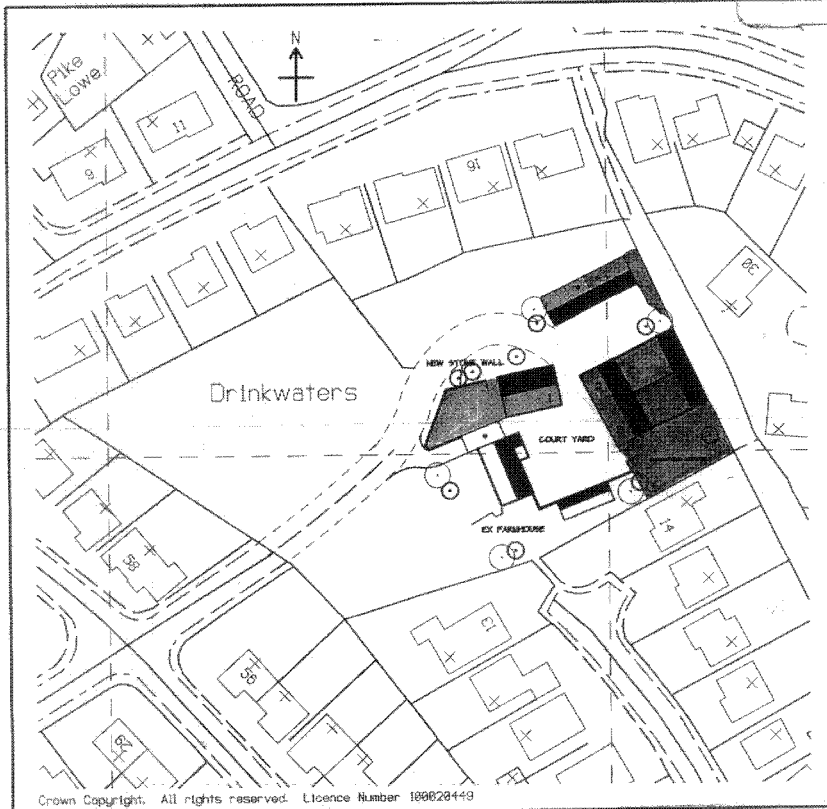 N
Pike
Lowe
ROAD
11
9
16
30
NEW STONE WALL
Drinkwaters
COURT YARD
EX FARMHOUSE
14
58
13
56
Crown Copyright. All rights reserved. Licence Number 100020449